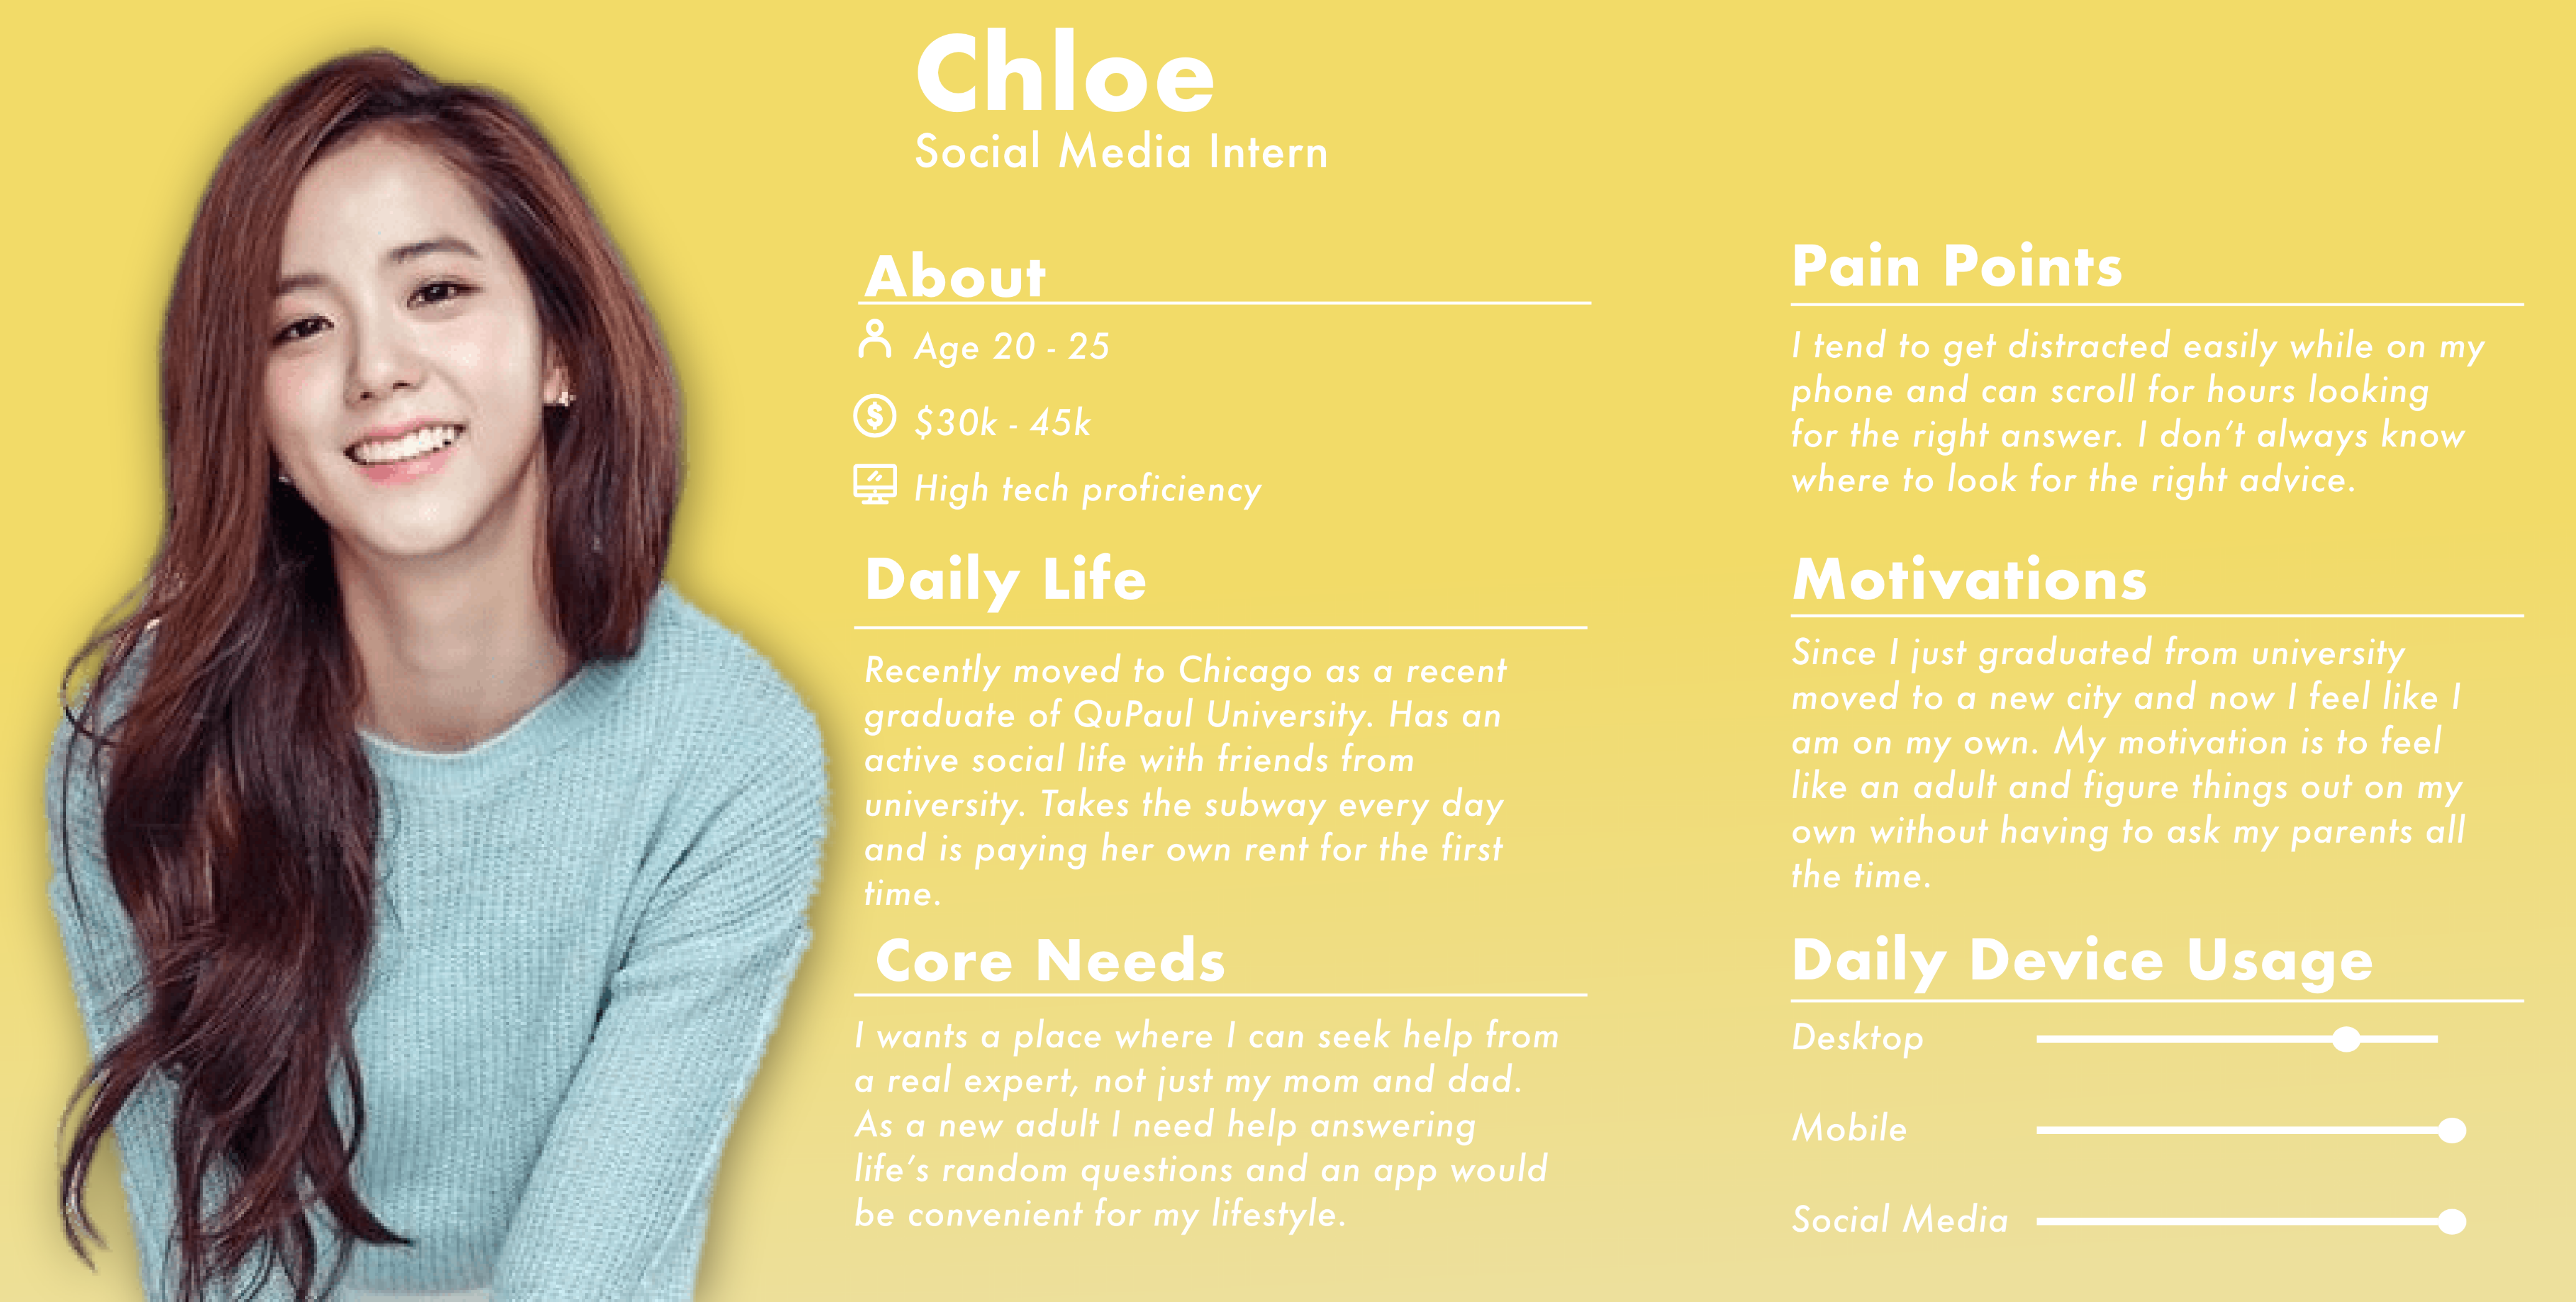 Chloe
Social Media Intern
About
Age 20 - 25
$30k - 45k
High tech proficiency
Daily Life
Recently moved to Chicago as a recent
graduate of QuPaul University. Has an
active social life with friends from
university. Takes the subway every day
and is paying her own rent for the first
time.
Core Needs
I wants a place where I can seek help from
a real expert, not just my mom and dad.
As a new adult I need help answering
life’s random questions and an app would
be convenient for my lifestyle.
Pain Points
I tend to get distracted easily while on my
phone and can scroll for hours looking
for the right answer. I don’t always know
where to look for the right advice.
Motivations
Since I just graduated from university
moved to a new city and now I feel like I
am on my own. My motivation is to feel
like an adult and figure things out on my
own without having to ask my parents all
the time.
Daily Device Usage
Desktop
Mobile
Social Media